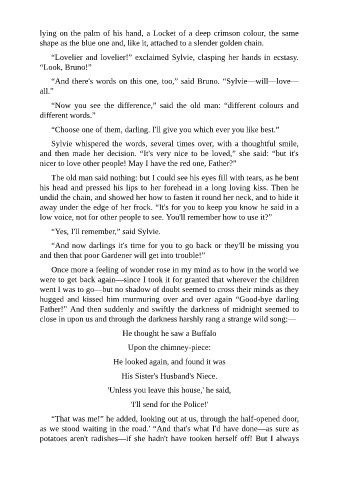 lying on the palm of his hand, a Locket of a deep crimson colour, the same
shape as the blue one and, like it, attached to a slender golden chain.
“Lovelier and lovelier!” exclaimed Sylvie, clasping her hands in ecstasy.
“Look, Bruno!”
“And there's words on this one, too,” said Bruno. “Sylvie—will—love—
all.”
“Now you see the difference,” said the old man: “different colours and
different words.”
“Choose one of them, darling. I'll give you which ever you like best.”
Sylvie whispered the words, several times over, with a thoughtful smile,
and then made her decision. “It's very nice to be loved,” she said: “but it's
nicer to love other people! May I have the red one, Father?”
The old man said nothing: but I could see his eyes fill with tears, as he bent
his head and pressed his lips to her forehead in a long loving kiss. Then he
undid the chain, and showed her how to fasten it round her neck, and to hide it
away under the edge of her frock. “It's for you to keep you know he said in a
low voice, not for other people to see. You'll remember how to use it?”
“Yes, I'll remember,” said Sylvie.
“And now darlings it's time for you to go back or they'll be missing you
and then that poor Gardener will get into trouble!”
Once more a feeling of wonder rose in my mind as to how in the world we
were to get back again—since I took it for granted that wherever the children
went I was to go—but no shadow of doubt seemed to cross their minds as they
hugged and kissed him murmuring over and over again “Good-bye darling
Father!” And then suddenly and swiftly the darkness of midnight seemed to
close in upon us and through the darkness harshly rang a strange wild song:—
He thought he saw a Buffalo
Upon the chimney-piece:
He looked again, and found it was
His Sister's Husband's Niece.
'Unless you leave this house,' he said,
'I'll send for the Police!'
“That was me!” he added, looking out at us, through the half-opened door,
as we stood waiting in the road.' “And that's what I'd have done—as sure as
potatoes aren't radishes—if she hadn't have tooken herself off! But I always